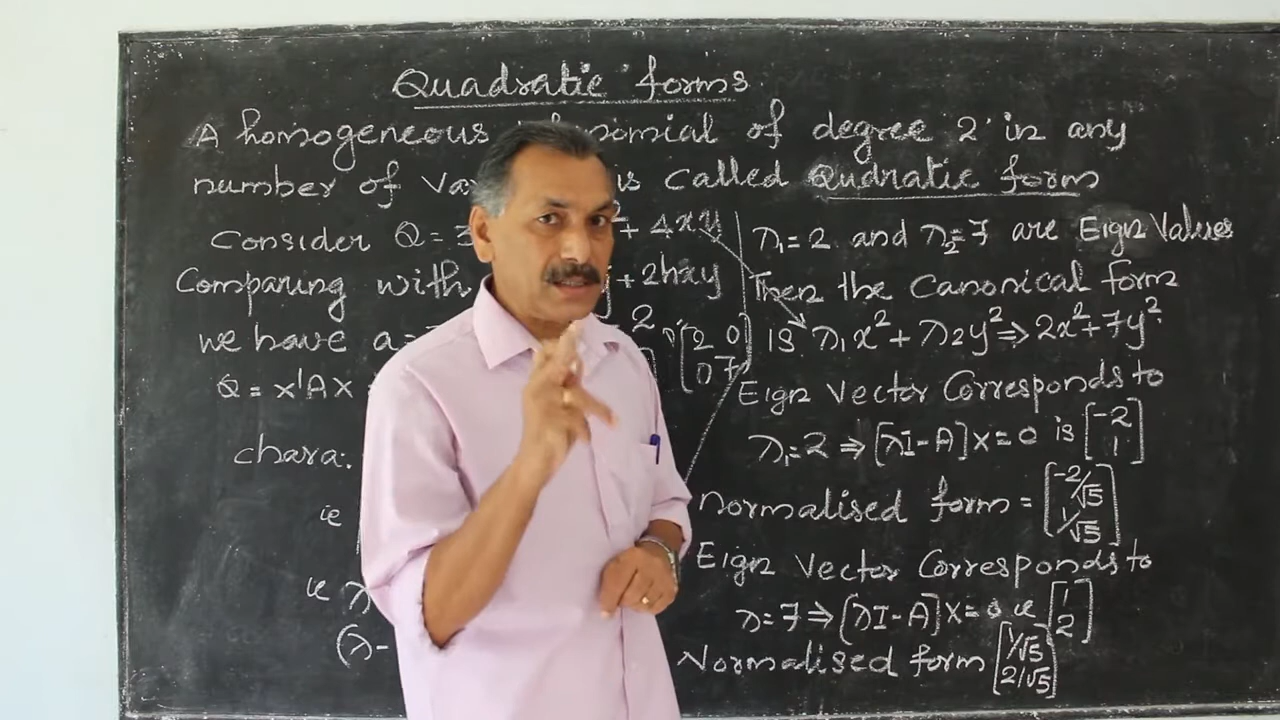 Quadratic forms.
A homogeneous nomial of degree 2 in any
number of Va is called Qudratic form
Consider Q = 3 ² + 4xy
Comparing with + 2hxy
we have a = 2
Q = x'Ax [2 0
0 7]
chara:
ie
ie λ
(λ-
λ₁ = 2 and λ₂ = 7 are Eign Values
Then the Canonical form
is λ₁x² + λ₂y² ⇒ 2x² + 7y²
Eign Vector Corresponds to
λ₁ = 2 ⇒ [λI - A]X = 0 is [-2
1]
normalised form = [-2/√5
1/√5]
Eign Vector Corresponds to
λ = 7 ⇒ [λI - A]X = 0 ie [1
2]
Normalised form [1/√5
2/√5]